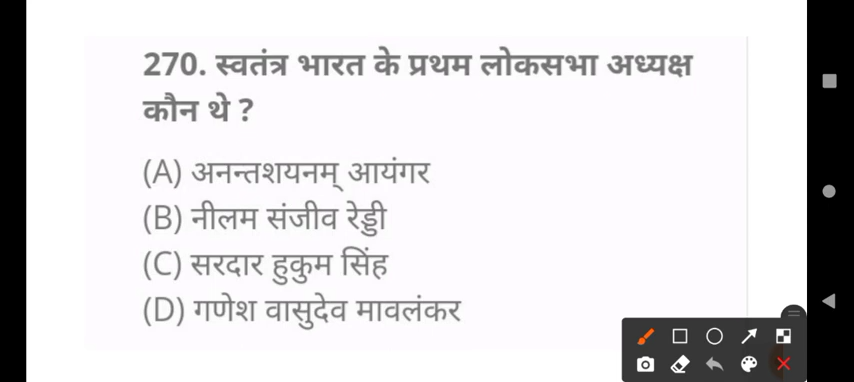 270. स्वतंत्र भारत के प्रथम लोकसभा अध्यक्ष
कौन थे ?
(A) अनन्तशयनम् आयंगर
(B) नीलम संजीव रेड्डी
(C) सरदार हुकुम सिंह
(D) गणेश वासुदेव मावलंकर